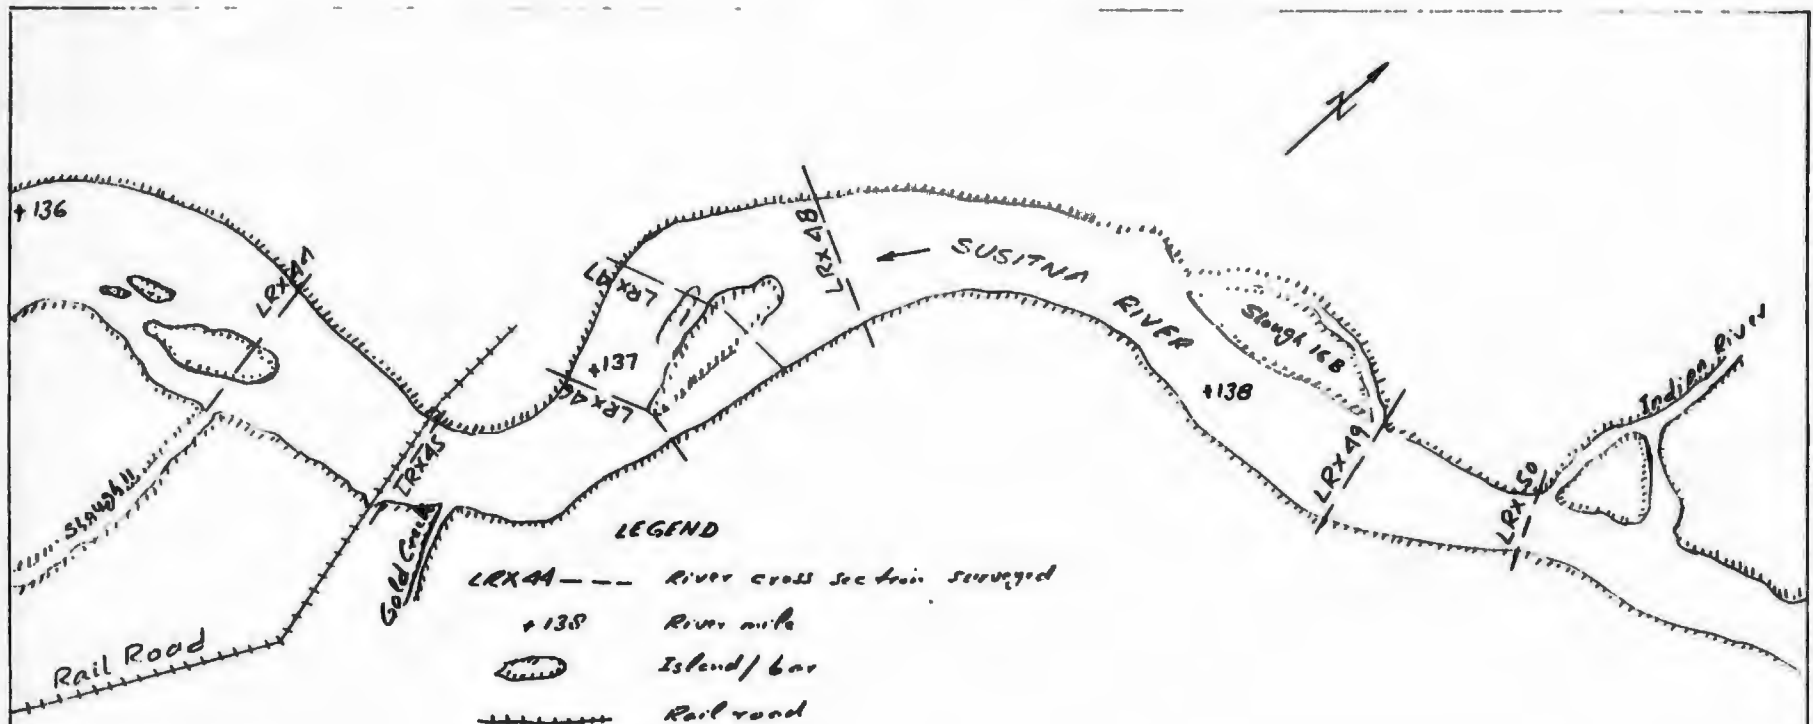 N
+136
LRX44
LRX45
LRX46
+137
LRX47
LRX48
SUSITNA
RIVER
Slough 16B
+138
LRX49
LRX50
Indian River
Slough 11
Gold Creek
Rail Road
LEGEND
LRX44 River cross section surveyed
+138 River mile
Island/bar
Rail road